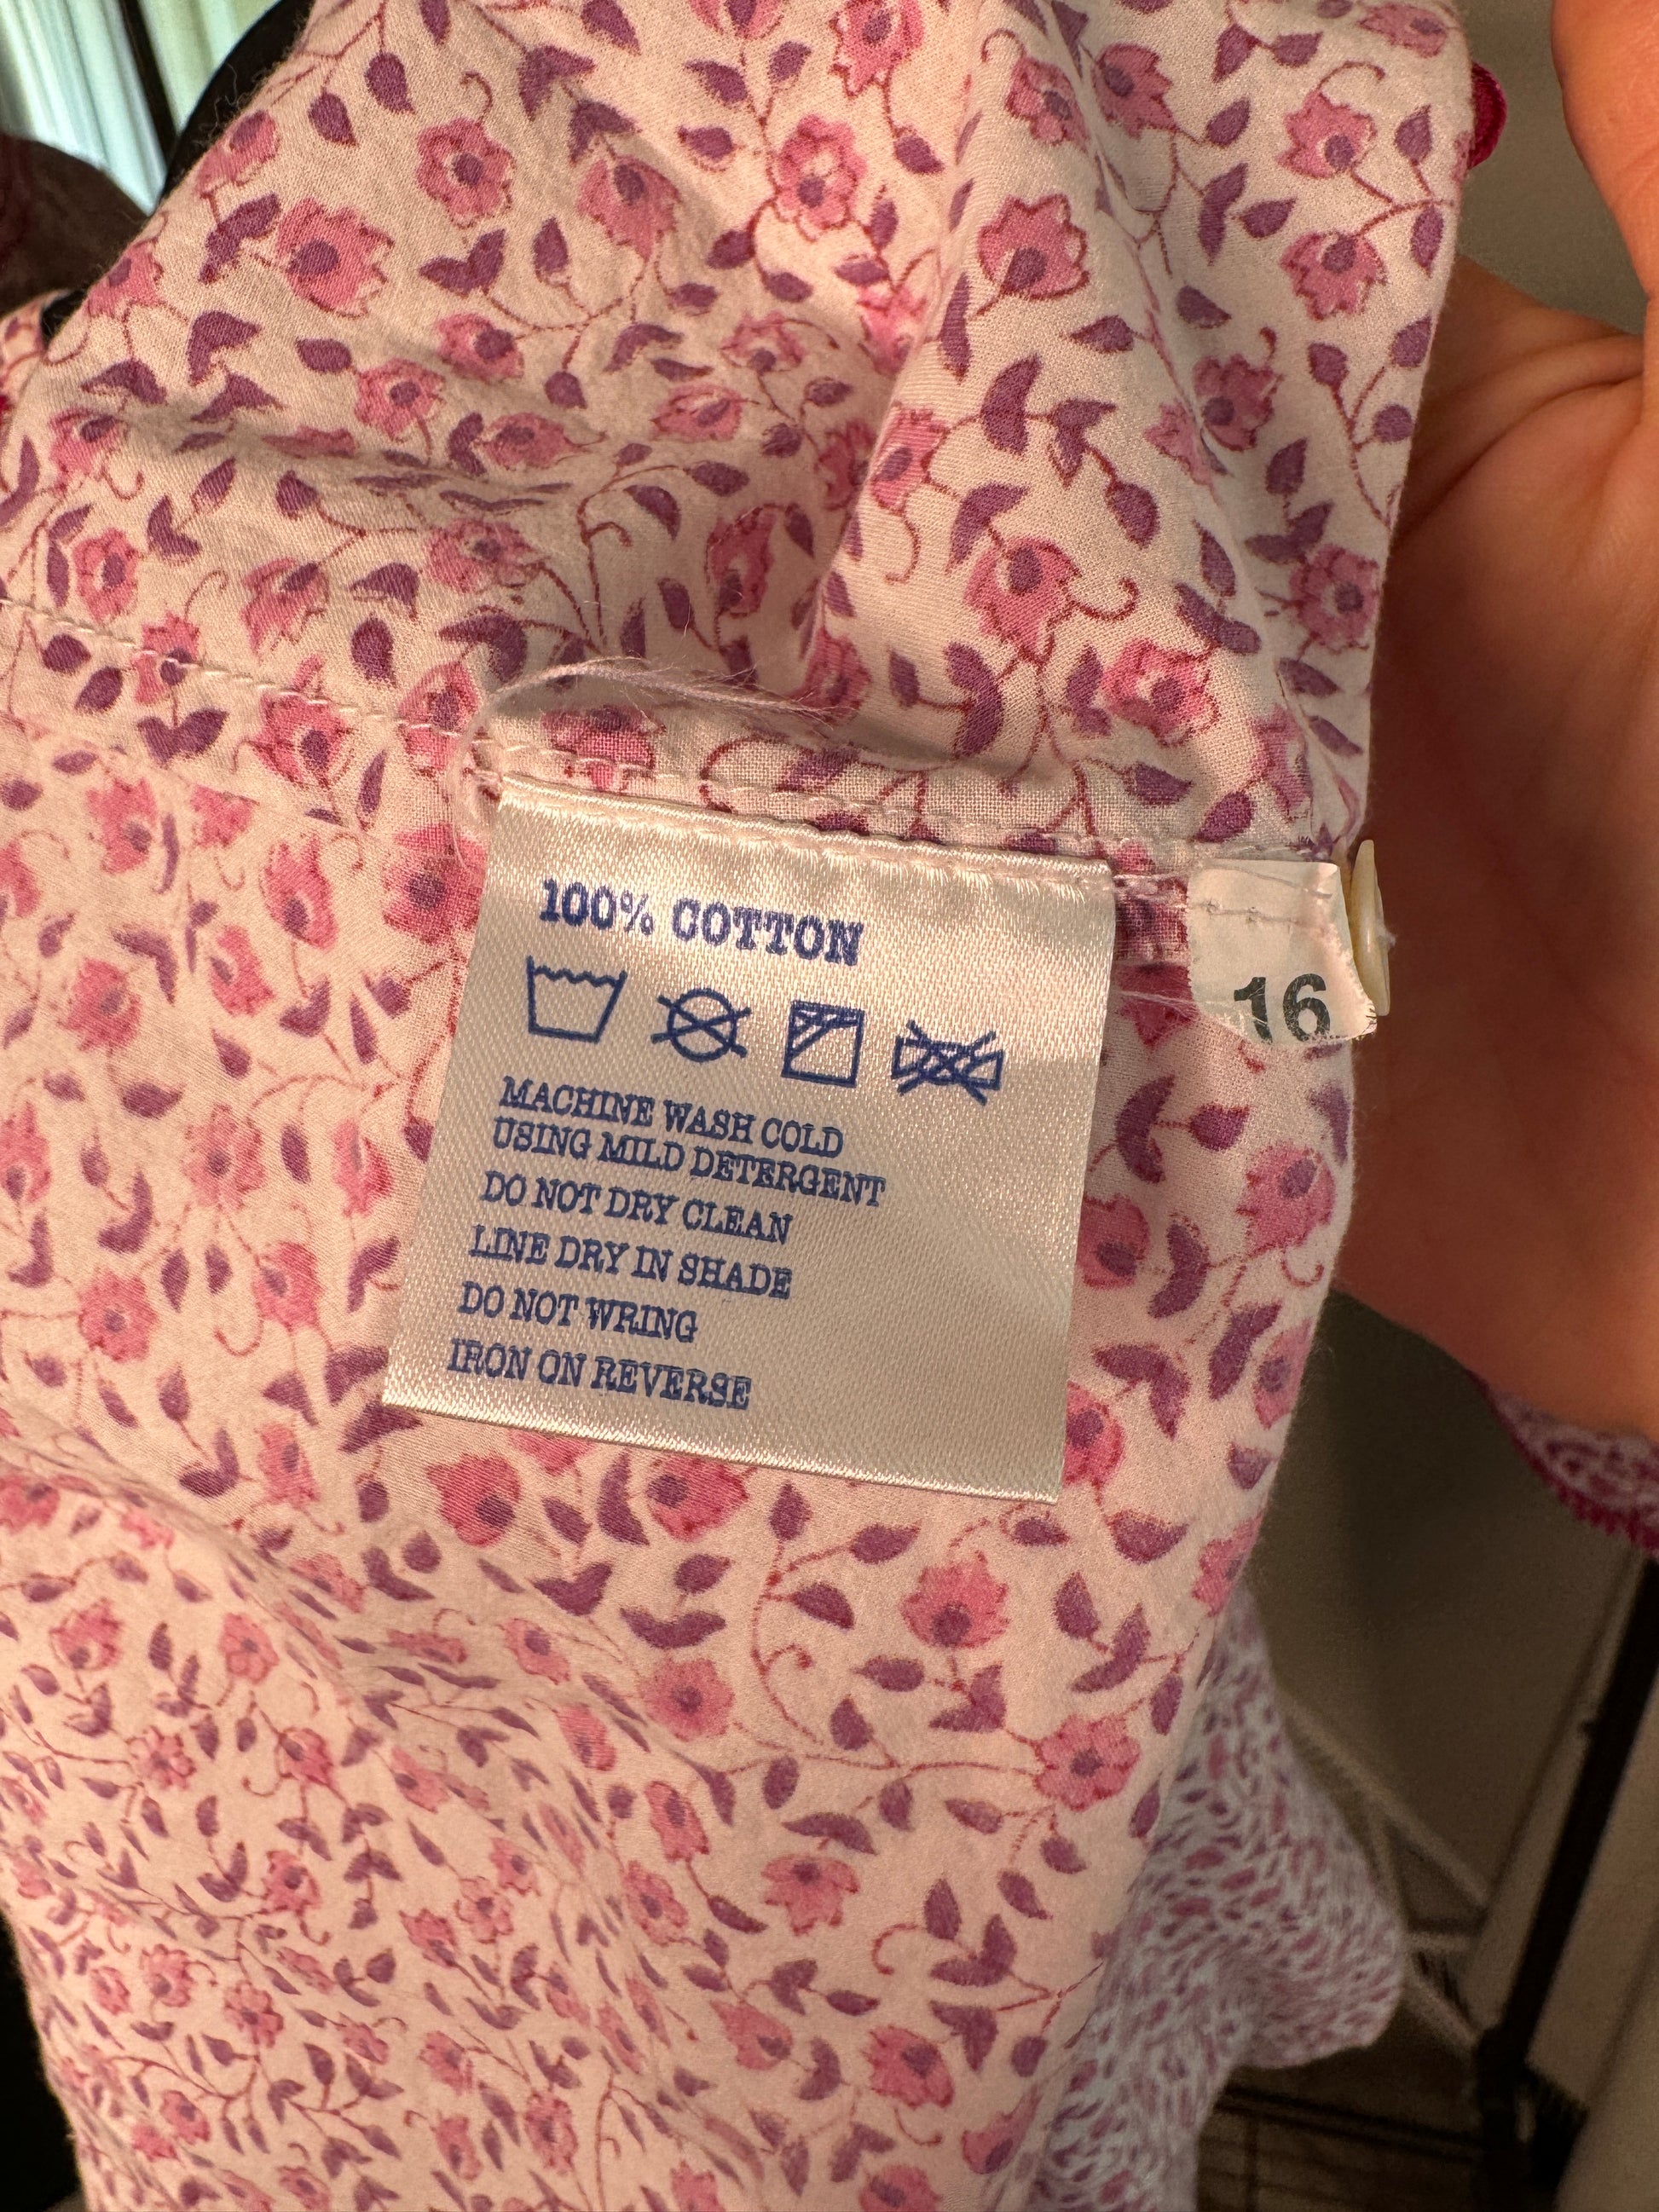 100% COTTON
16
MACHINE WASH COLD
USING MILD DETERGENT
DO NOT DRY CLEAN
LINE DRY IN SHADE
DO NOT WRING
IRON ON REVERSE